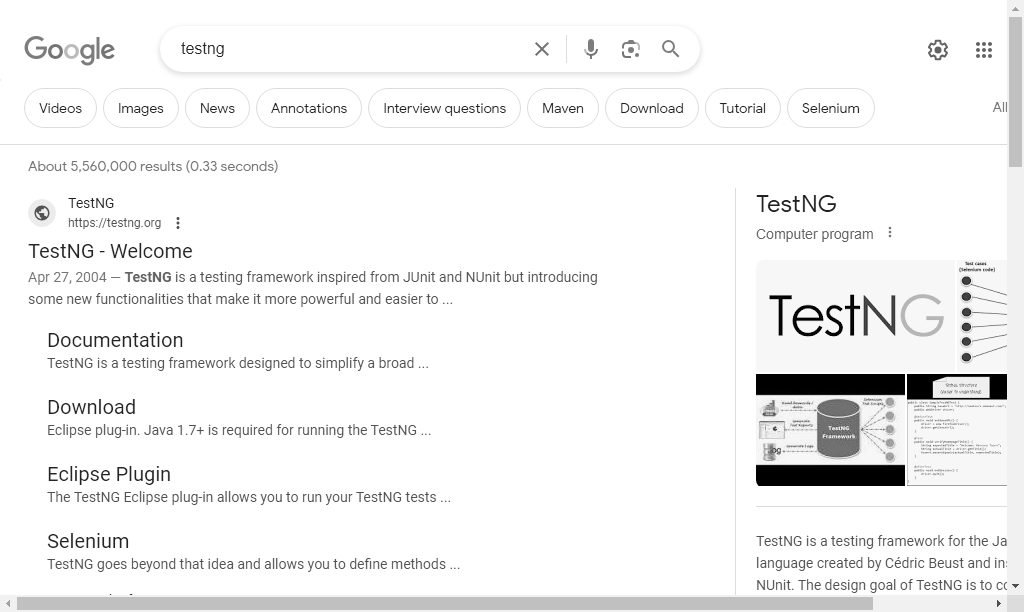 Google
testng
Videos
Images
News
Annotations
Interview questions
Maven
Download
Tutorial
Selenium
All
About 5,560,000 results (0.33 seconds)
TestNG
https://testng.org
TestNG - Welcome
Apr 27, 2004 — TestNG is a testing framework inspired from JUnit and NUnit but introducing
some new functionalities that make it more powerful and easier to ...
Documentation
TestNG is a testing framework designed to simplify a broad ...
Download
Eclipse plug-in. Java 1.7+ is required for running the TestNG ...
Eclipse Plugin
The TestNG Eclipse plug-in allows you to run your TestNG tests ...
Selenium
TestNG goes beyond that idea and allows you to define methods ...
TestNG
Computer program
TestNG
Test cases
(Selenium code)
TestNG
Framework
TestNG is a testing framework for the Ja
language created by Cédric Beust and ins
NUnit. The design goal of TestNG is to co